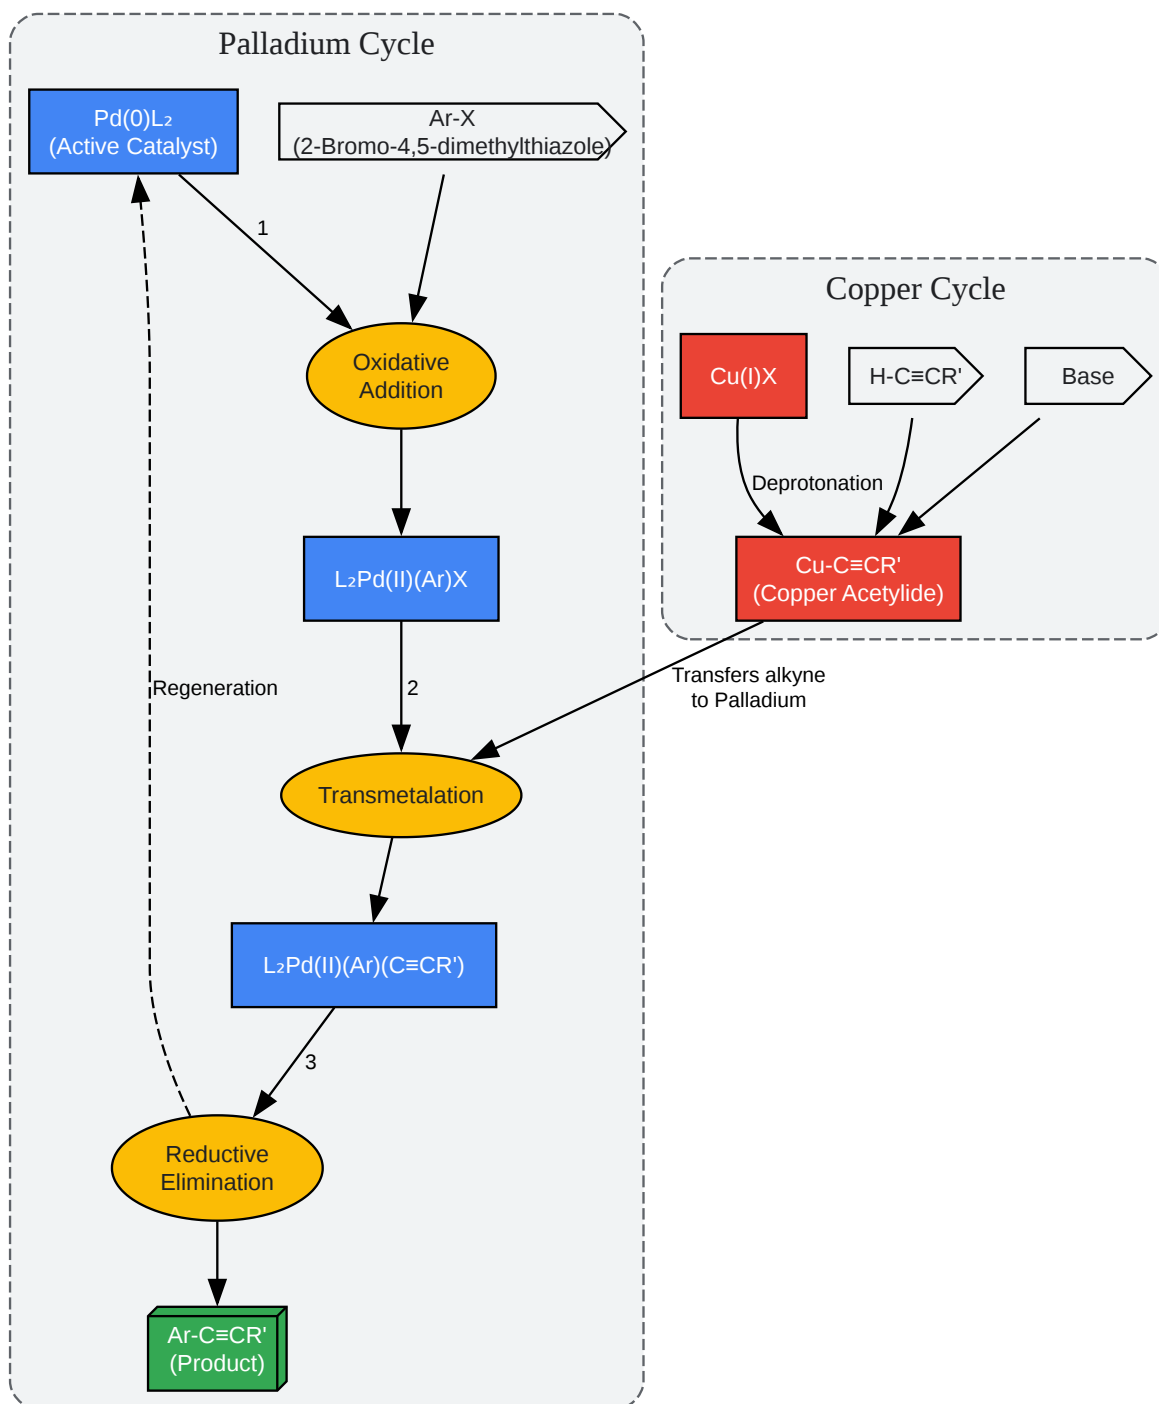 Palladium Cycle
Pd(0)L₂
(Active Catalyst)
Ar-X
(2-Bromo-4,5-dimethylthiazole)
1
Oxidative
Addition
L₂Pd(II)(Ar)X
Regeneration
2
Transmetalation
L₂Pd(II)(Ar)(C≡CR')
3
Reductive
Elimination
Ar-C≡CR'
(Product)
Copper Cycle
Cu(I)X
H-C≡CR'
Base
Deprotonation
Cu-C≡CR'
(Copper Acetylide)
Transfers alkyne
to Palladium